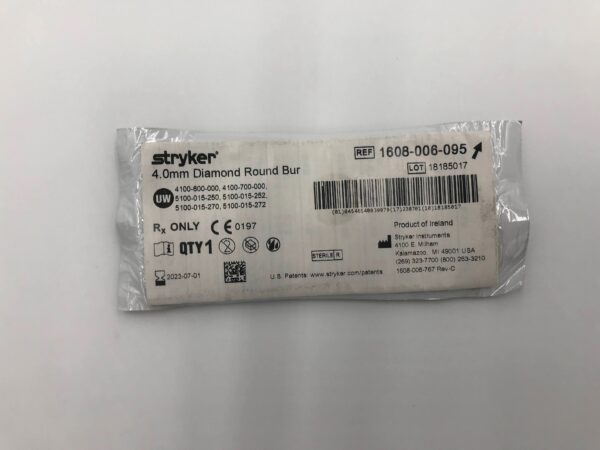 stryker®
4.0mm Diamond Round Bur
UW
4100-600-000, 4100-700-000,
5100-015-250, 5100-015-252,
5100-015-270, 5100-015-272
Rx ONLY CE 0197
QTY 1
2023-07-01
STERILE R
U.S. Patents: www.stryker.com/patents
REF 1608-006-095
LOT 18185017
Product of Ireland
Stryker Instruments
4100 E. Milham
Kalamazoo, MI 49001 USA
(269) 323-7700 (800) 253-3210
1608-006-767 Rev-C